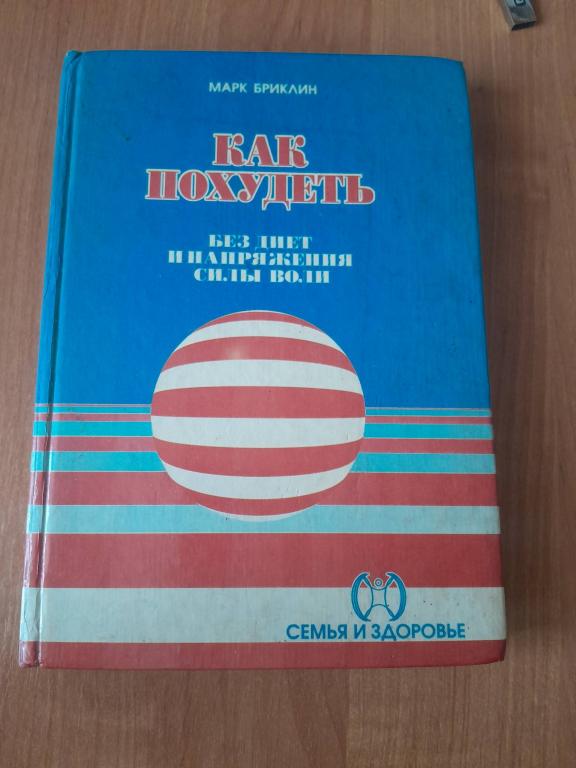 МАРК БРИКЛИН
КАК
ПОХУДЕТЬ
БЕЗ ДИЕТ
И НАПРЯЖЕНИЯ
СИЛЫ ВОЛИ
СЕМЬЯ И ЗДОРОВЬЕ